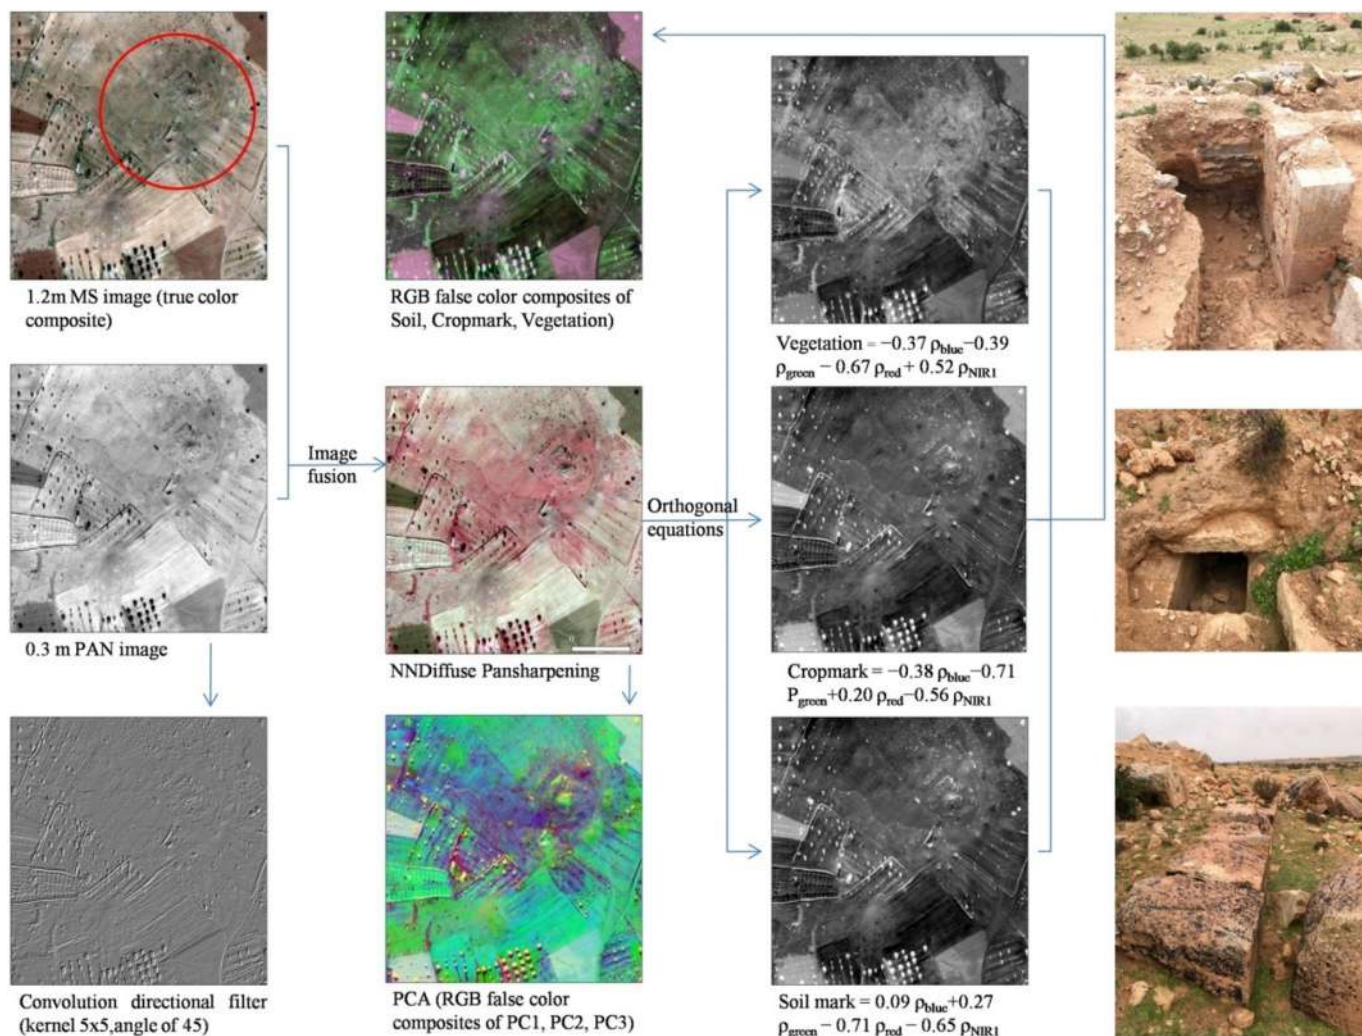 1.2m MS image (true color
composite)
RGB false color composites of
Soil, Cropmark, Vegetation)
Vegetation = −0.37 ρblue−0.39
ρgreen − 0.67 ρred + 0.52 ρNIR1
Image
fusion
Orthogonal
equations
0.3 m PAN image
NNDiffuse Pansharpening
Cropmark = −0.38 ρblue−0.71
Pgreen+0.20 ρred−0.56 ρNIR1
Convolution directional filter
(kernel 5x5,angle of 45)
PCA (RGB false color
composites of PC1, PC2, PC3)
Soil mark = 0.09 ρblue+0.27
ρgreen − 0.71 ρred − 0.65 ρNIR1